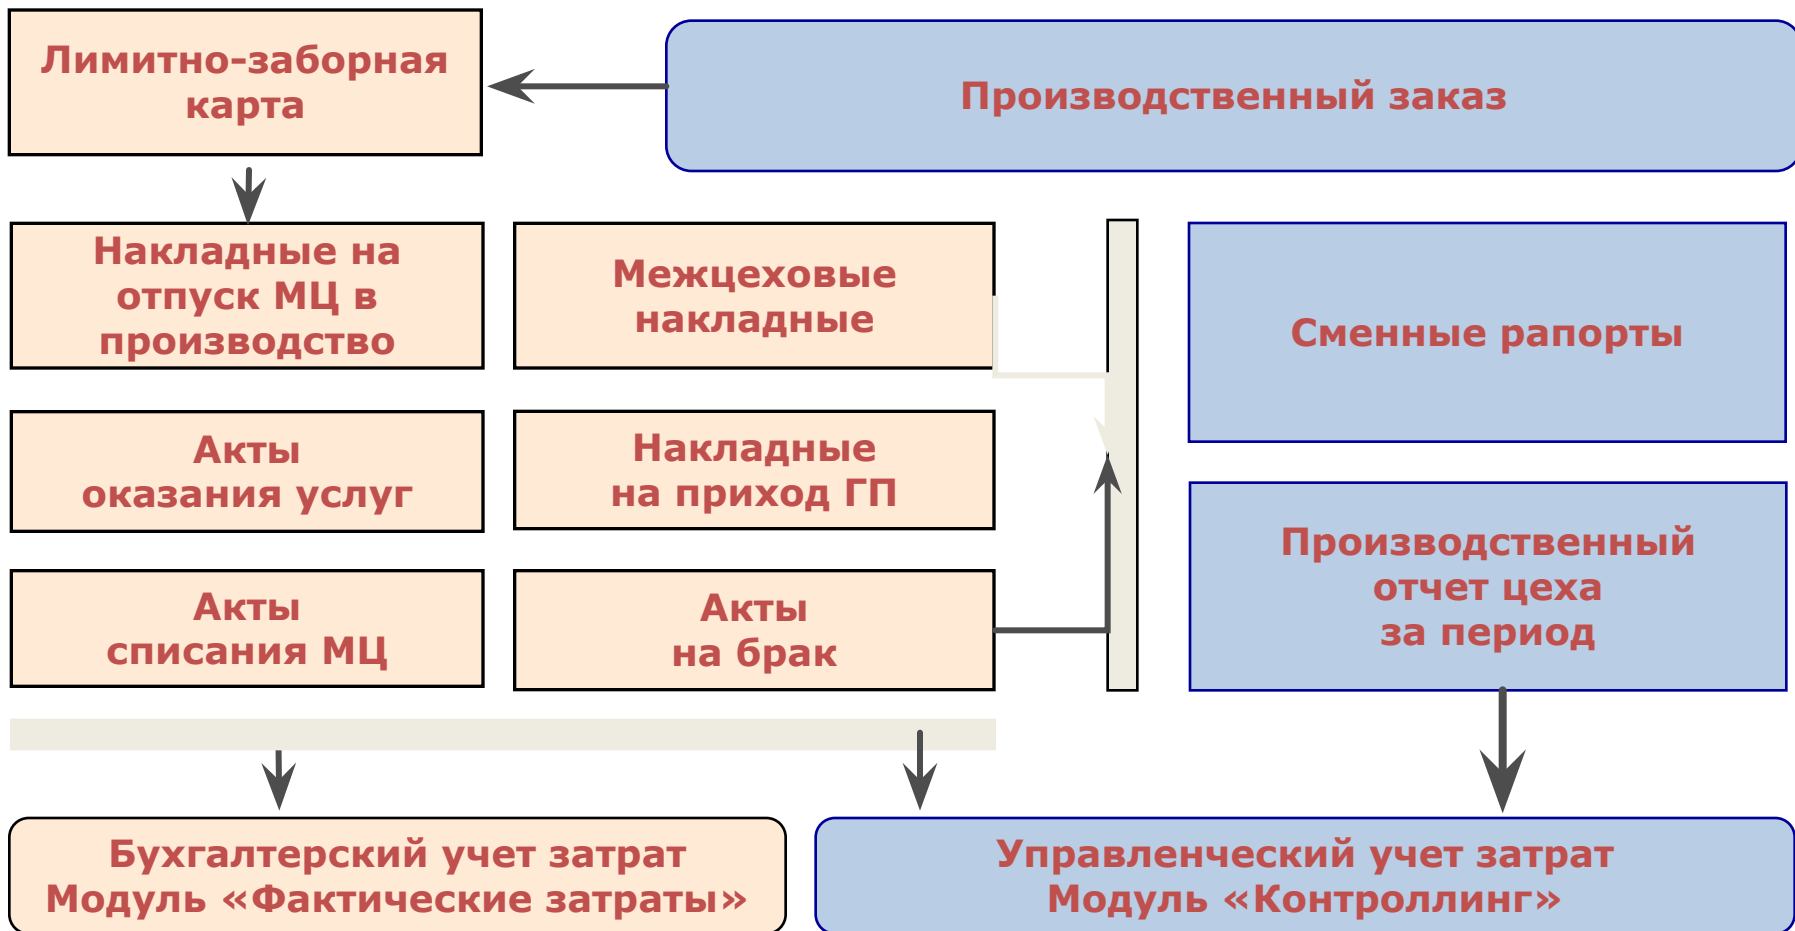 Лимитно-заборная
карта
Производственный заказ
Накладные на
отпуск МЦ в
производство
Межцеховые
накладные
Сменные рапорты
Акты
оказания услуг
Накладные
на приход ГП
Производственный
отчет цеха
за период
Акты
списания МЦ
Акты
на брак
Бухгалтерский учет затрат
Модуль «Фактические затраты»
Управленческий учет затрат
Модуль «Контроллинг»